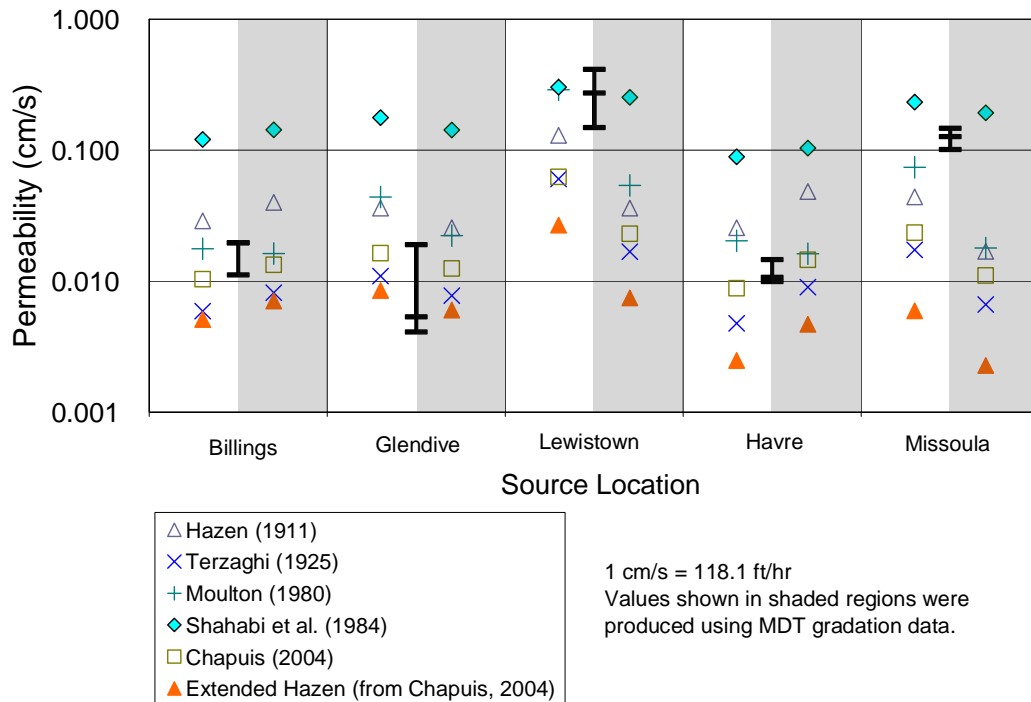 1.000
0.100
0.010
0.001
Permeability (cm/s)
Billings
Glendive
Lewistown
Havre
Missoula
Source Location
Hazen (1911)
Terzaghi (1925)
Moulton (1980)
Shahabi et al. (1984)
Chapuis (2004)
Extended Hazen (from Chapuis, 2004)
1 cm/s = 118.1 ft/hr
Values shown in shaded regions were
produced using MDT gradation data.